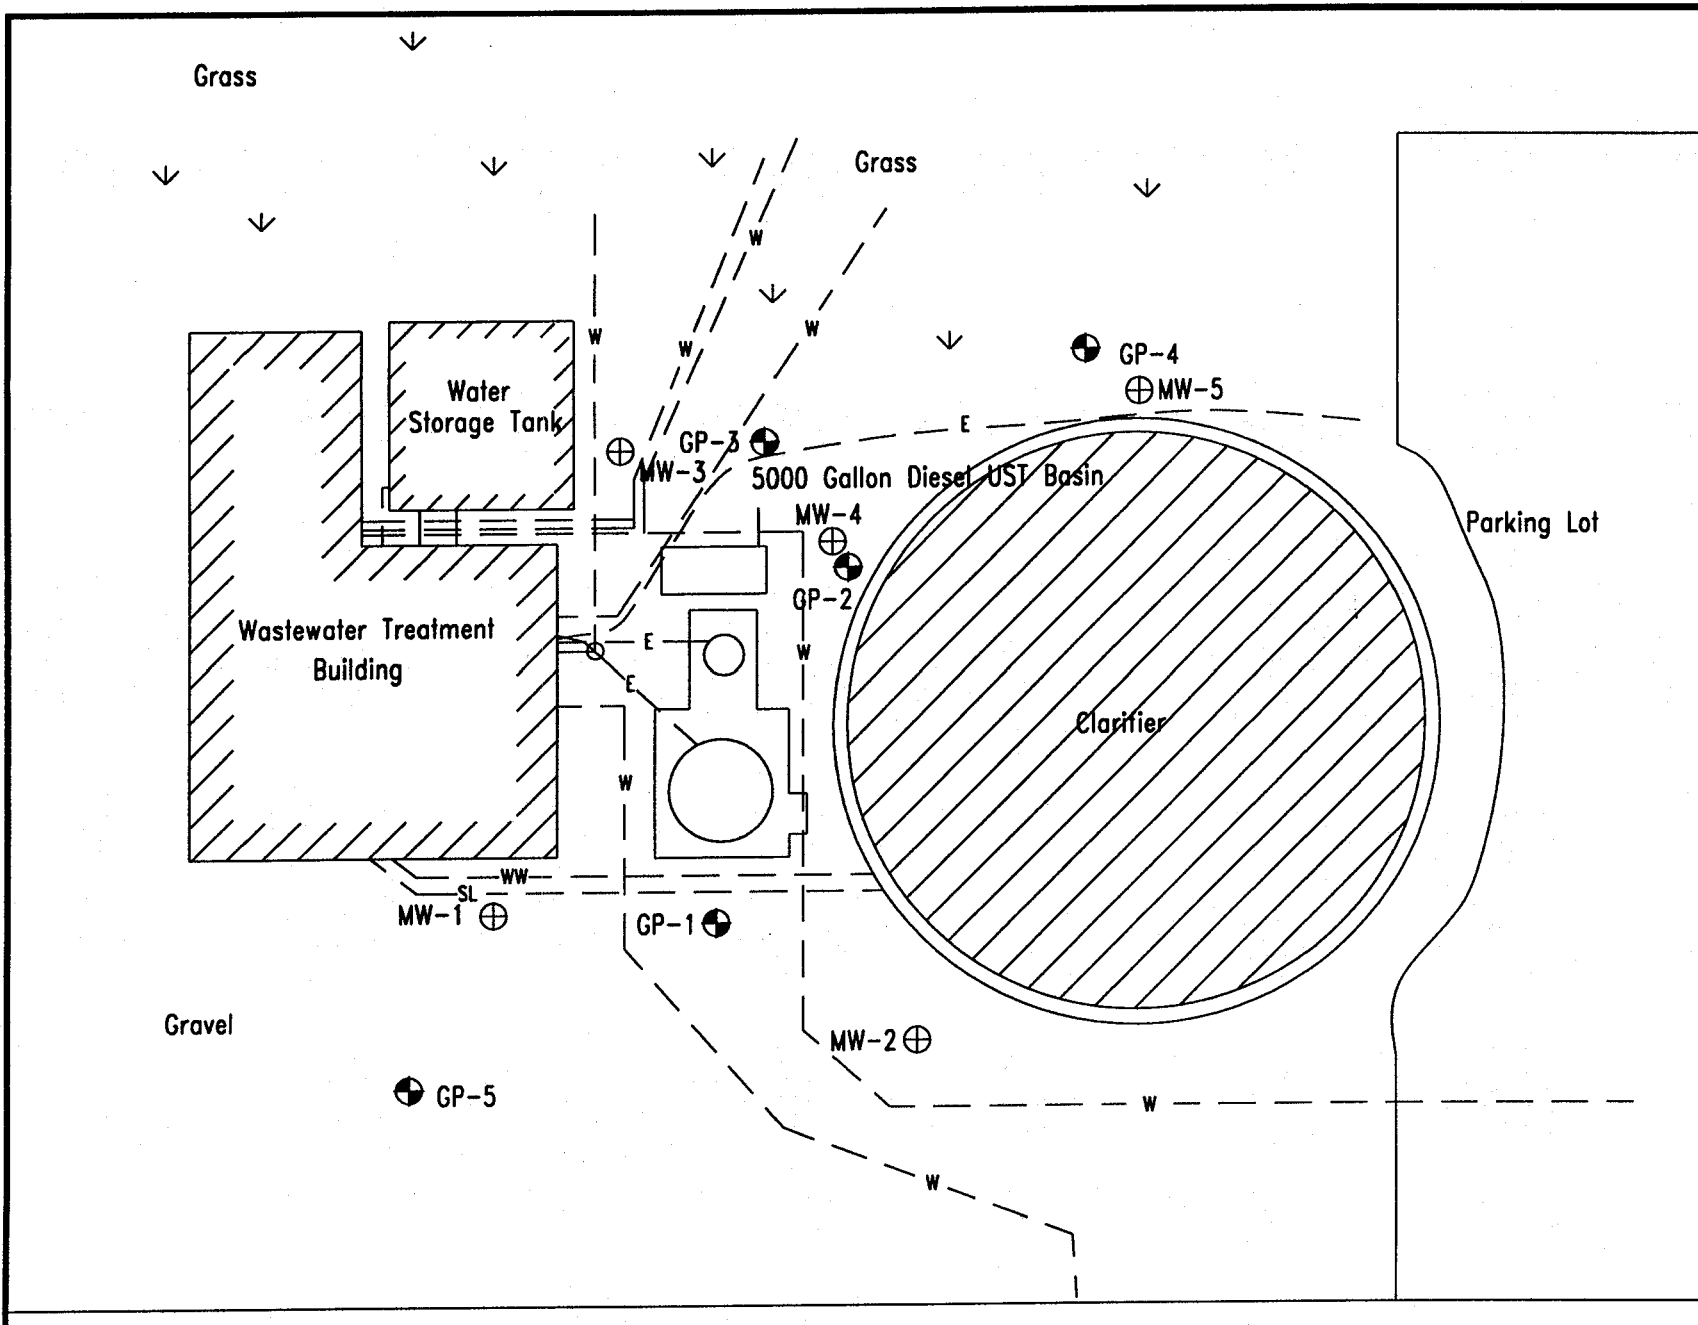 Grass
Grass
W
W
W
W
GP-4
MW-5
Water
Storage Tank
E
GP-3
MW-3
5000 Gallon Diesel UST Basin
MW-4
Parking Lot
GP-2
Wastewater Treatment
Building
E
W
E
Clarifier
W
WW
SL
MW-1
GP-1
Gravel
MW-2
GP-5
W
W